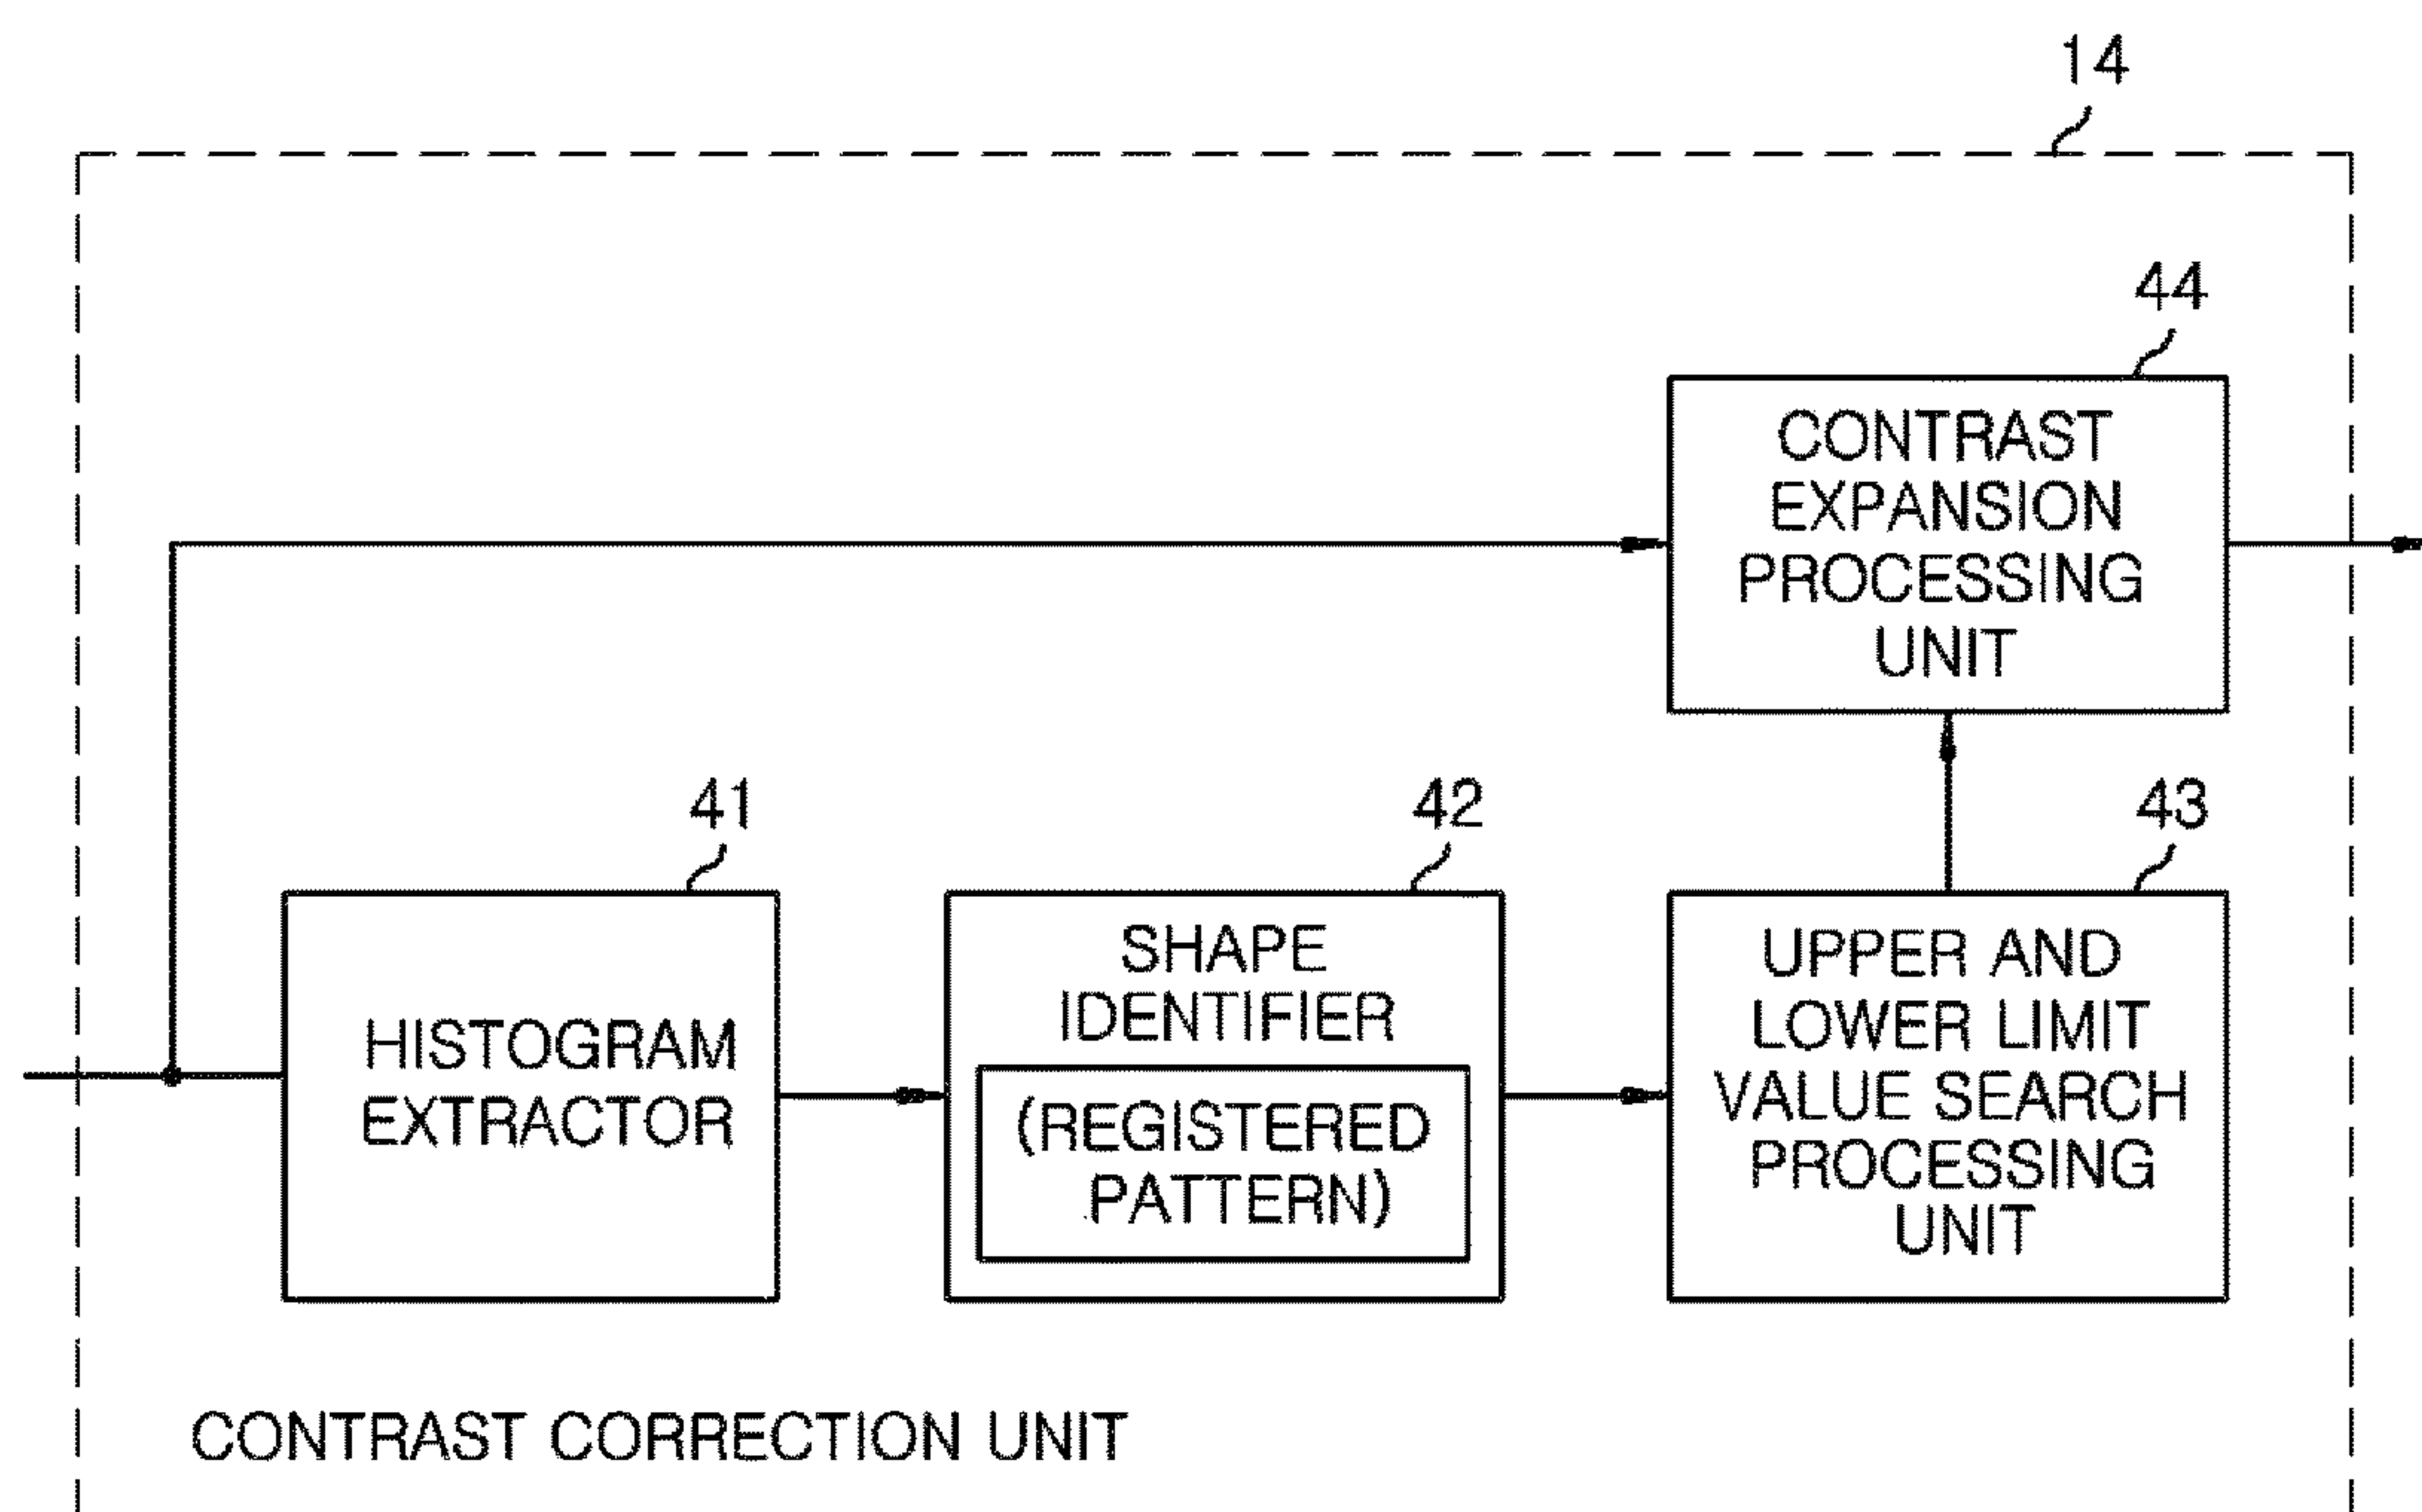 14
44
CONTRAST
EXPANSION
PROCESSING
UNIT
41
HISTOGRAM
EXTRACTOR
42
SHAPE
IDENTIFIER
(REGISTERED
PATTERN)
43
UPPER AND
LOWER LIMIT
VALUE SEARCH
PROCESSING
UNIT
CONTRAST CORRECTION UNIT